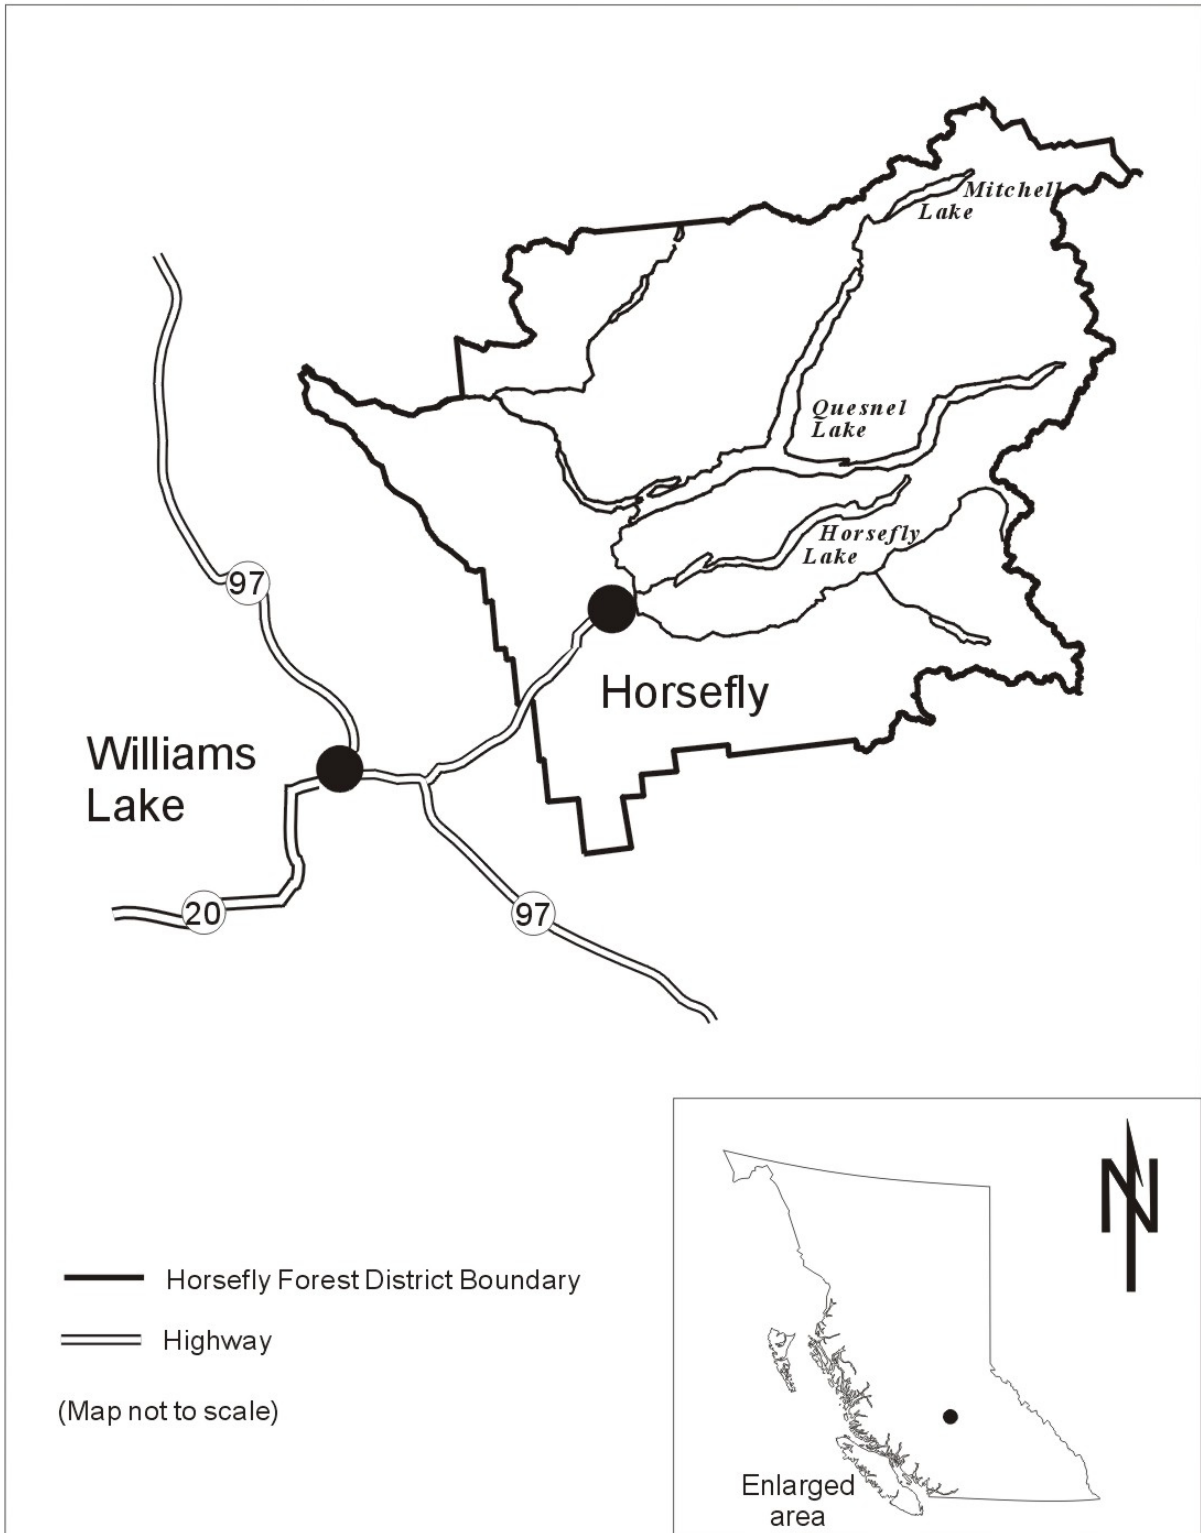 Mitchell
Lake
Quesnel
Lake
Horsefly
Lake
97
Horsefly
Williams
Lake
20
97
N
Horsefly Forest District Boundary
Highway
(Map not to scale)
Enlarged
area